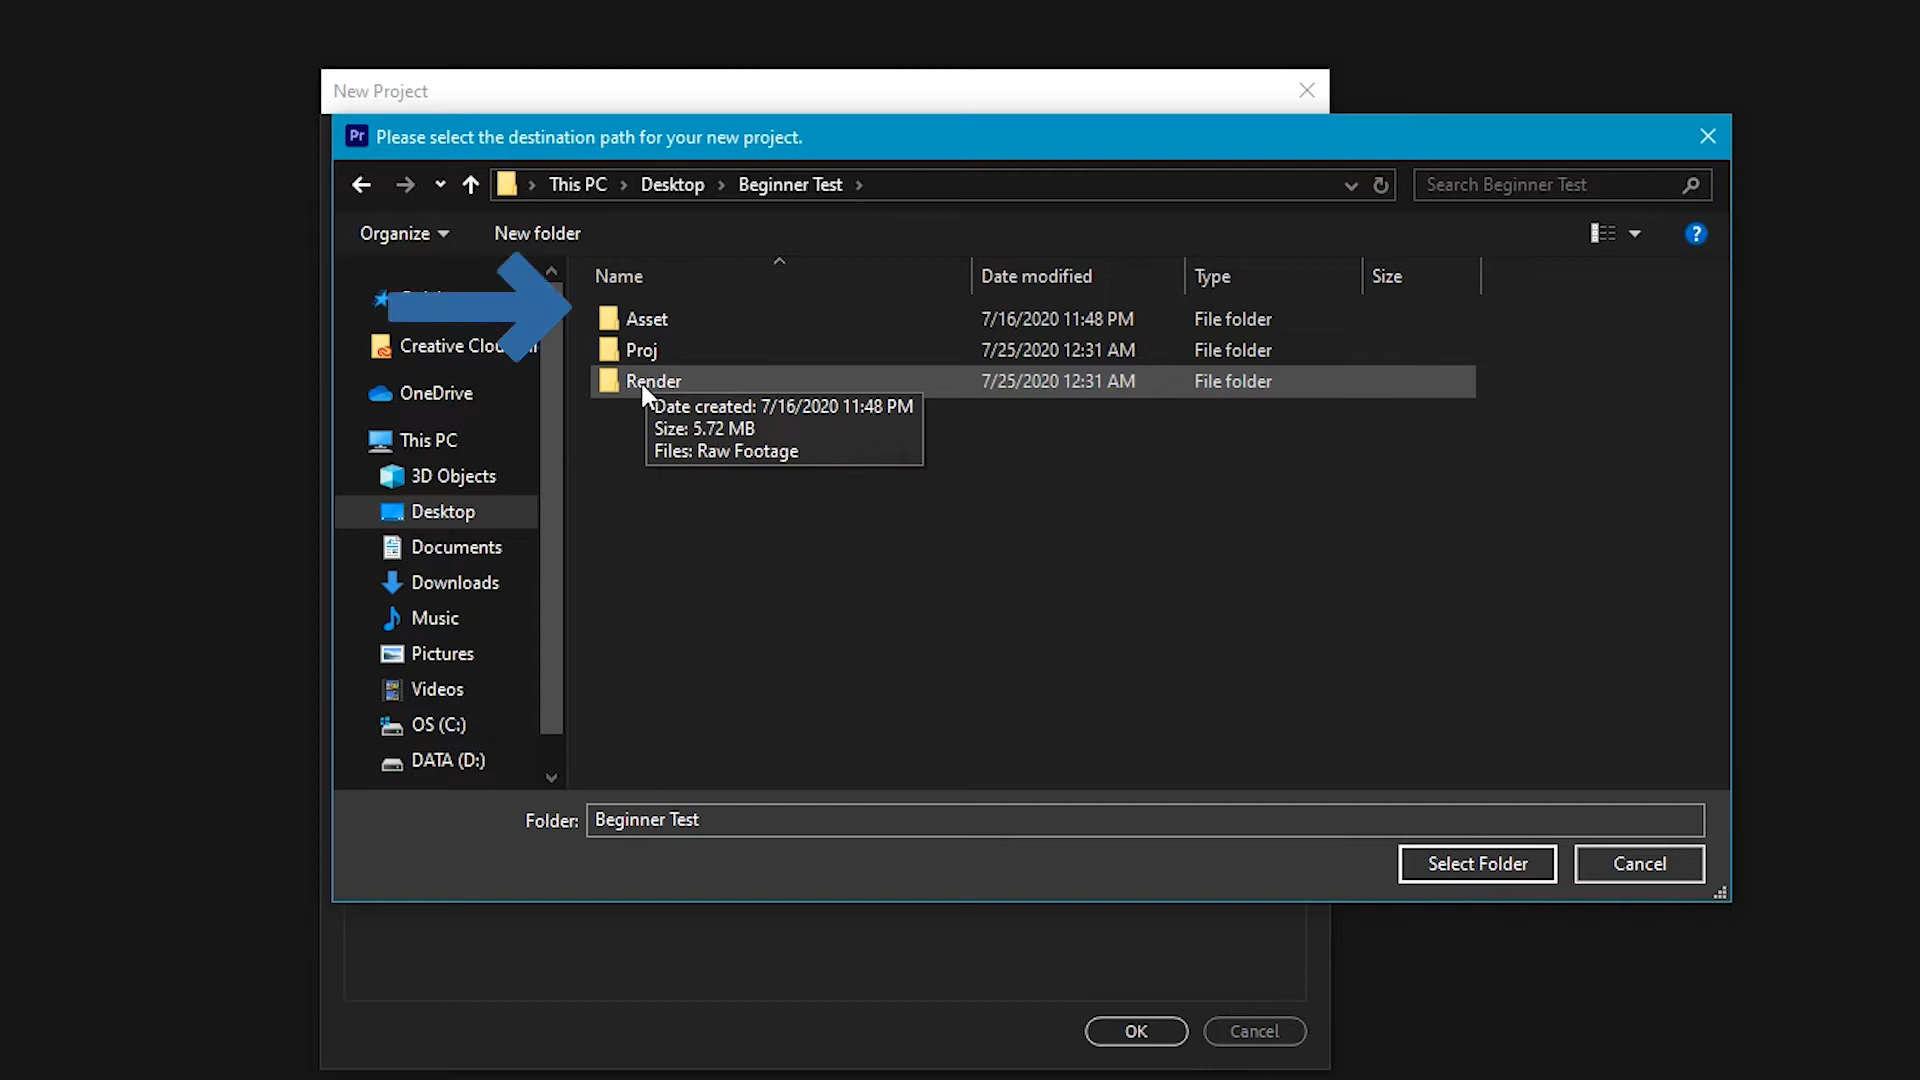 New Project
Pr Please select the destination path for your new project.
This PC > Desktop > Beginner Test >
Search Beginner Test
Organize New folder
?
Name Date modified Type Size
Asset 7/16/2020 11:48 PM File folder
Proj 7/25/2020 12:31 AM File folder
Render 7/25/2020 12:31 AM File folder
Date created: 7/16/2020 11:48 PM
Size: 5.72 MB
Files: Raw Footage
Creative Clou
OneDrive
This PC
3D Objects
Desktop
Documents
Downloads
Music
Pictures
Videos
OS (C:)
DATA (D:)
Folder: Beginner Test
Select Folder Cancel
OK Cancel